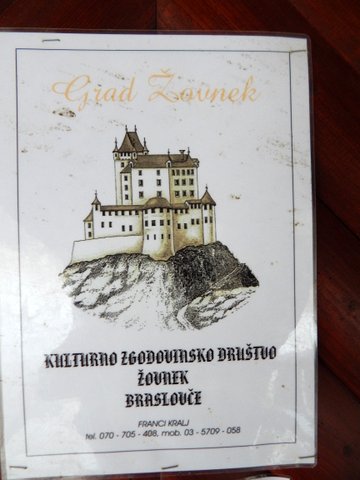 Grad Žovnek
KULTURNO ZGODOVINSKO DRUŠTVO
ŽOVNEK
BRASLOVČE
FRANCI KRALJ
tel. 070 - 705 - 408, mob. 03 - 5709 - 058